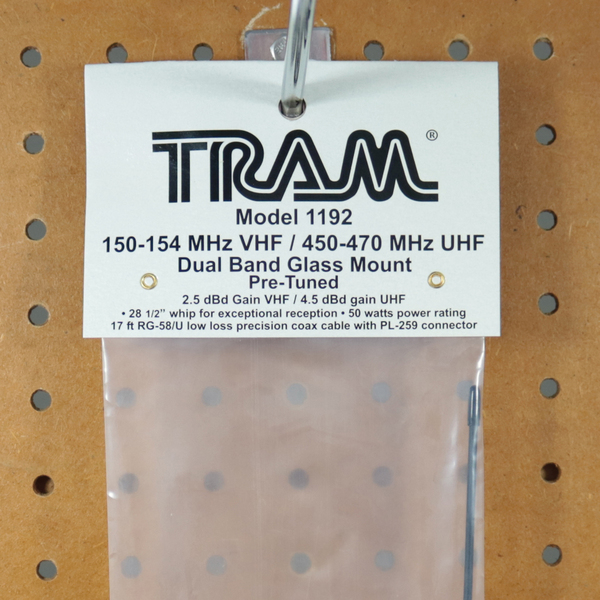 TRAM®
Model 1192
150-154 MHz VHF / 450-470 MHz UHF
Dual Band Glass Mount
Pre-Tuned
2.5 dBd Gain VHF / 4.5 dBd gain UHF
• 28 1/2" whip for exceptional reception • 50 watts power rating
17 ft RG-58/U low loss precision coax cable with PL-259 connector